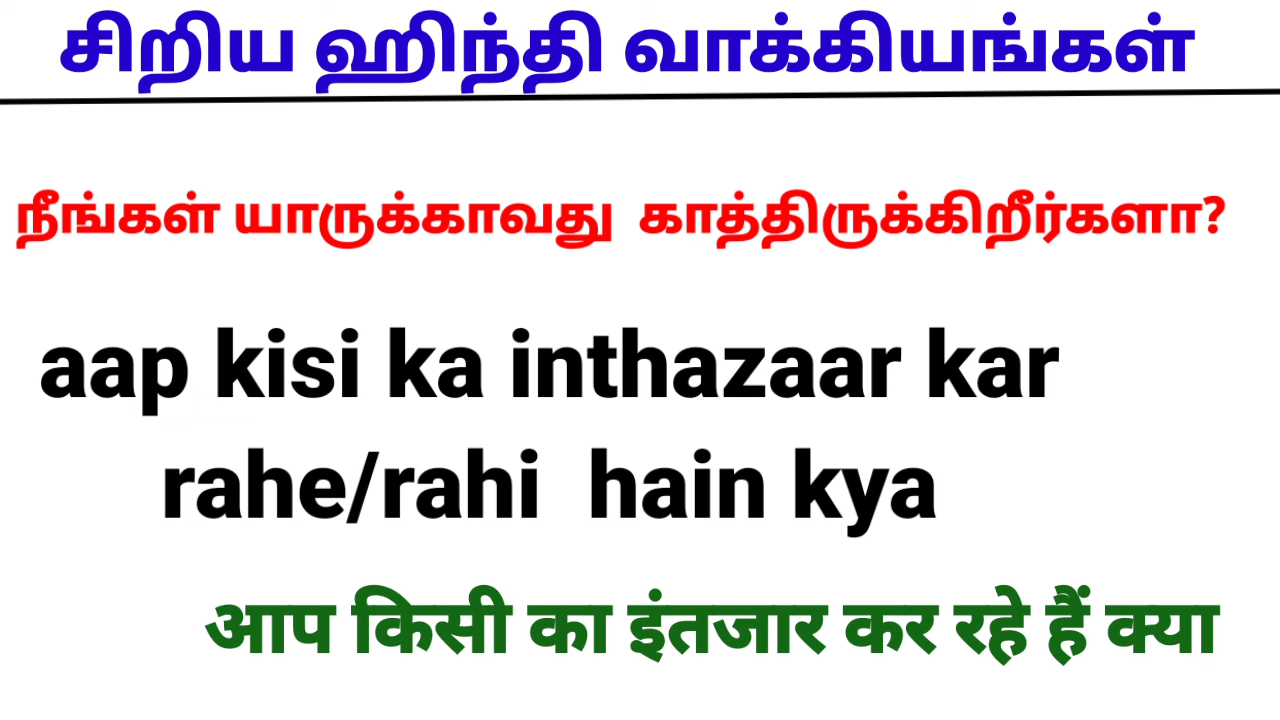 சிறிய ஹிந்தி வாக்கியங்கள்
நீங்கள் யாருக்காவது காத்திருக்கிறீர்களா?
aap kisi ka inthazaar kar
rahe/rahi hain kya
आप किसी का इंतजार कर रहे हैं क्या